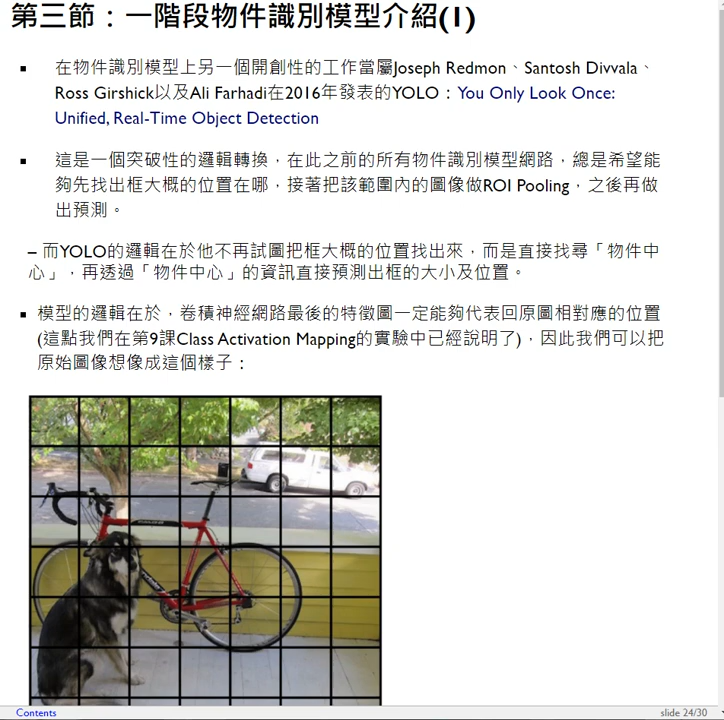 第三節：一階段物件識別模型介紹(1)
▪ 在物件識別模型上另一個開創性的工作當屬Joseph Redmon、Santosh Divvala、
Ross Girshick以及Ali Farhadi在2016年發表的YOLO：You Only Look Once:
Unified, Real-Time Object Detection
▪ 這是一個突破性的邏輯轉換，在此之前的所有物件識別模型網路，總是希望能
夠先找出框大概的位置在哪，接著把該範圍內的圖像做ROI Pooling，之後再做
出預測。
– 而YOLO的邏輯在於他不再試圖把框大概的位置找出來，而是直接找尋「物件中
心」，再透過「物件中心」的資訊直接預測出框的大小及位置。
▪ 模型的邏輯在於，卷積神經網路最後的特徵圖一定能夠代表回原圖相對應的位置
(這點我們在第9課Class Activation Mapping的實驗中已經說明了)，因此我們可以把
原始圖像想像成這個樣子：
Contents
slide 24/30